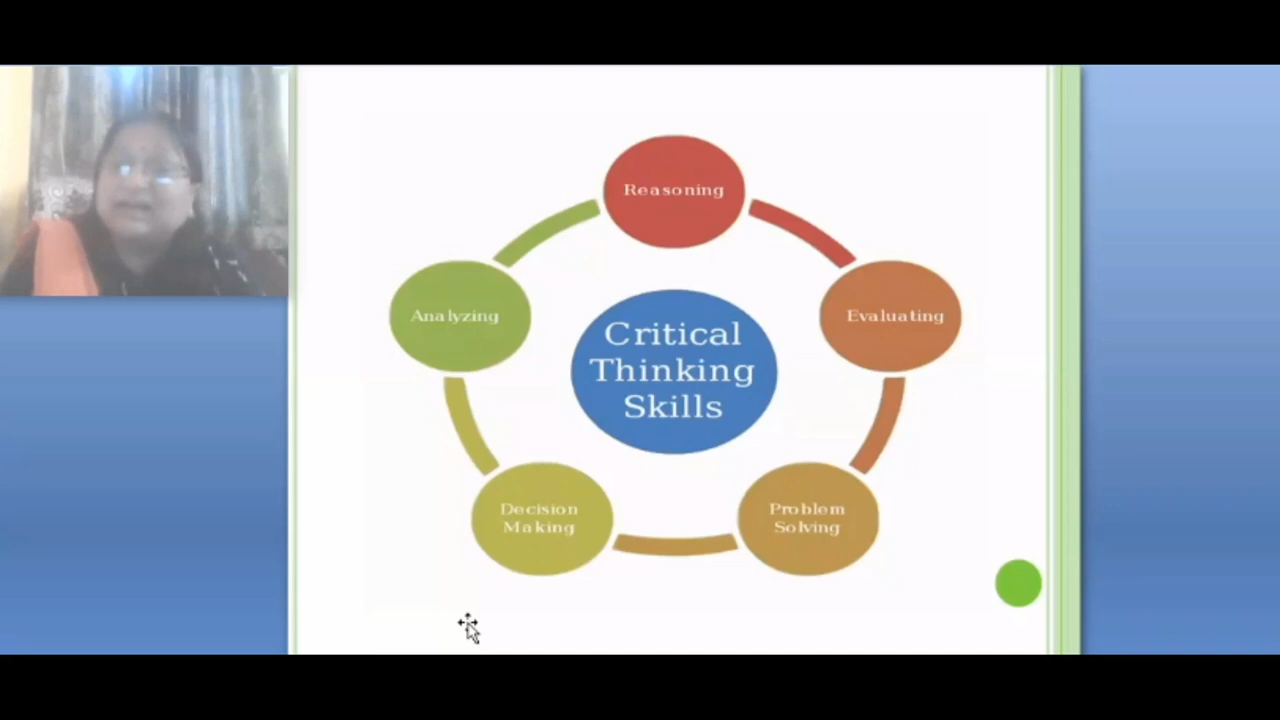 Reasoning
Analyzing
Evaluating
Critical
Thinking
Skills
Decision
Making
Problem
Solving